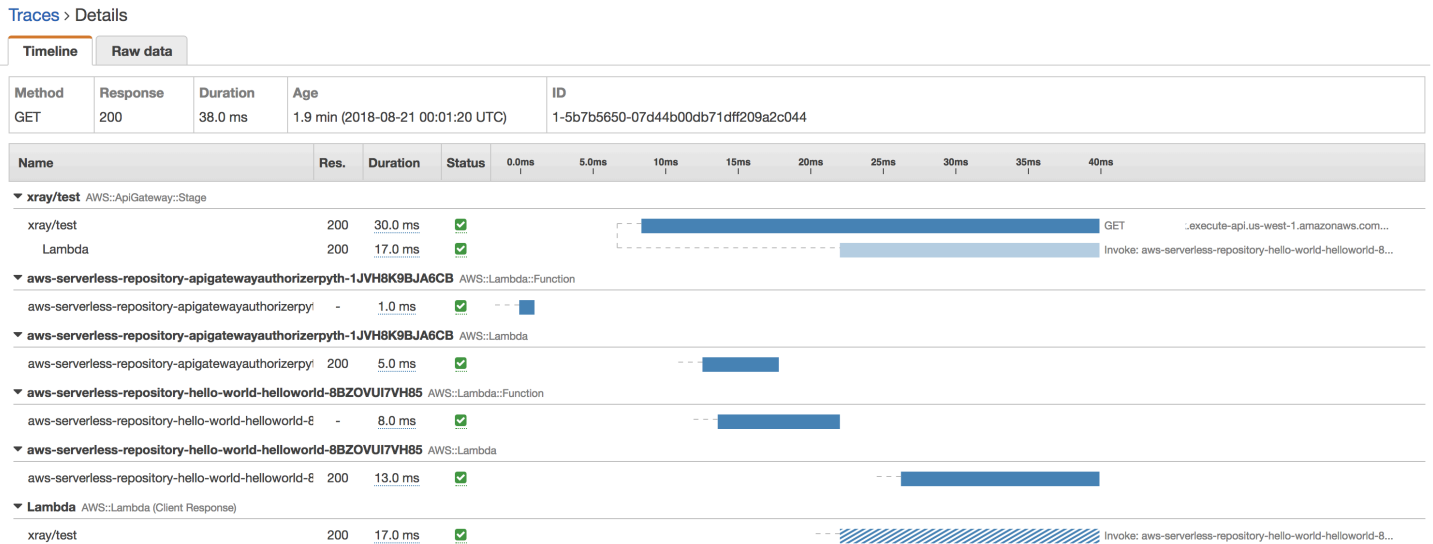 Traces > Details
Timeline Raw data
Method Response Duration Age ID
GET 200 38.0 ms 1.9 min (2018-08-21 00:01:20 UTC) 1-5b7b5650-07d44b00db71dff209a2c044
Name Res. Duration Status 0.0ms 5.0ms 10ms 15ms 20ms 25ms 30ms 35ms 40ms
xray/test AWS::ApiGateway::Stage
xray/test 200 30.0 ms GET :.execute-api.us-west-1.amazonaws.com...
Lambda 200 17.0 ms Invoke: aws-serverless-repository-hello-world-helloworld-8...
aws-serverless-repository-apigatewayauthorizerpyth-1JVH8K9BJA6CB AWS::Lambda::Function
aws-serverless-repository-apigatewayauthorizerpyt - 1.0 ms
aws-serverless-repository-apigatewayauthorizerpyth-1JVH8K9BJA6CB AWS::Lambda
aws-serverless-repository-apigatewayauthorizerpyt 200 5.0 ms
aws-serverless-repository-hello-world-helloworld-8BZOVUI7VH85 AWS::Lambda::Function
aws-serverless-repository-hello-world-helloworld-8 - 8.0 ms
aws-serverless-repository-hello-world-helloworld-8BZOVUI7VH85 AWS::Lambda
aws-serverless-repository-hello-world-helloworld-8 200 13.0 ms
Lambda AWS::Lambda (Client Response)
xray/test 200 17.0 ms Invoke: aws-serverless-repository-hello-world-helloworld-8...